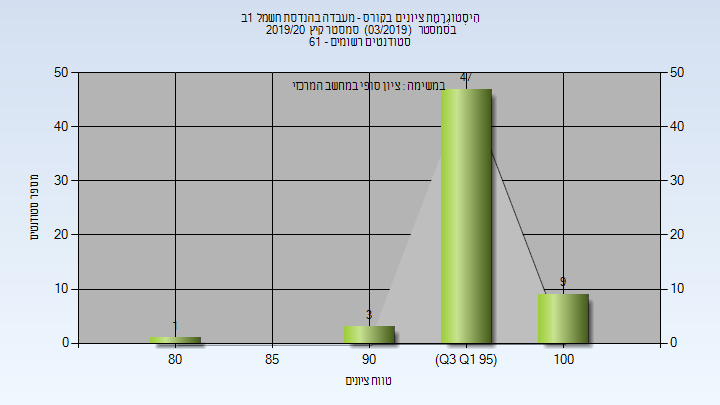 היסטוגרמת ציונים בקורס - מעבדה בהנדסת חשמל 1ב
בסמסטר (03/2019) סמסטר קיץ 2019/20
סטודנטים רשומים - 61
במשימה : ציון סופי במחשב המרכזי
50 50
47
40 40
30 30
מספר סטודנטים
20 20
10 10
9
3
1
0 0
80 85 90 (Q3 Q1 95) 100
טווח ציונים